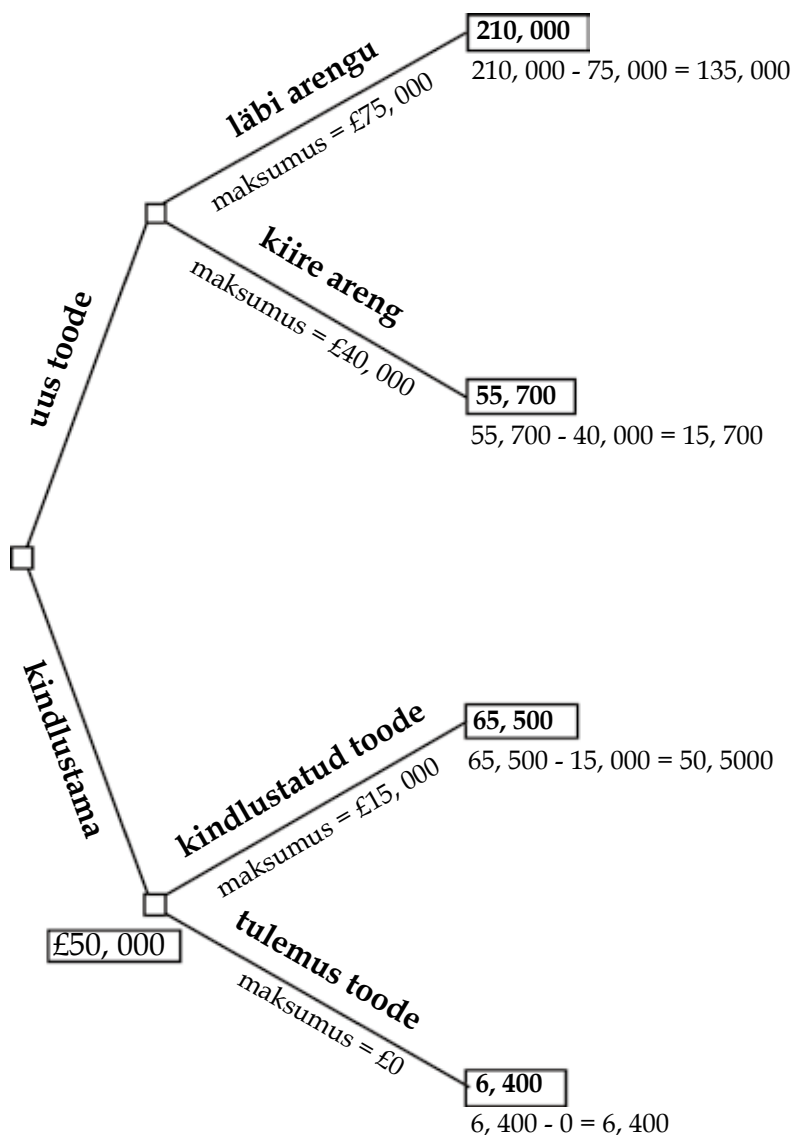 210, 000
210, 000 - 75, 000 = 135, 000
läbi arengu
maksumus = £75, 000
kiire areng
maksumus = £40, 000
55, 700
55, 700 - 40, 000 = 15, 700
uus toode
kindlustama
kindlustatud toode
maksumus = £15, 000
65, 500
65, 500 - 15, 000 = 50, 5000
£50, 000
tulemus toode
maksumus = £0
6, 400
6, 400 - 0 = 6, 400